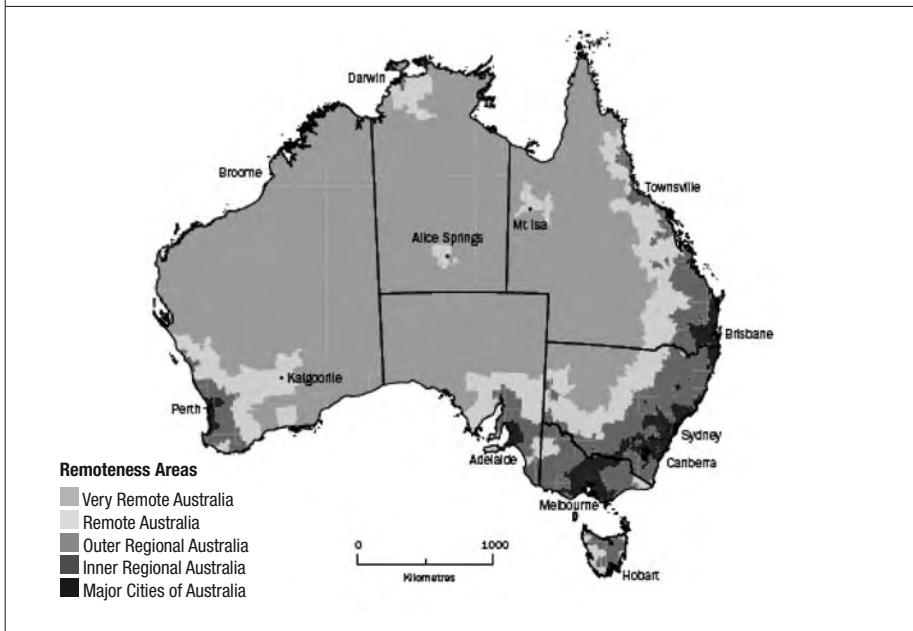 Darwin
Broome
Townsville
Mt Isa
Alice Springs
Brisbane
Kalgoorlie
Perth
Sydney
Adelaide
Canberra
Melbourne
Remoteness Areas
Very Remote Australia
Remote Australia
Outer Regional Australia
Inner Regional Australia
Major Cities of Australia
0 1000
Kilometres
Hobart